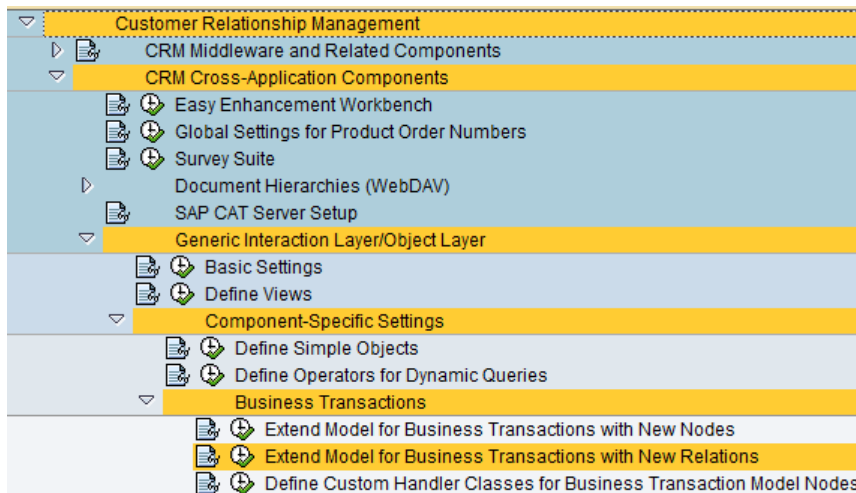 Customer Relationship Management
CRM Middleware and Related Components
CRM Cross-Application Components
Easy Enhancement Workbench
Global Settings for Product Order Numbers
Survey Suite
Document Hierarchies (WebDAV)
SAP CAT Server Setup
Generic Interaction Layer/Object Layer
Basic Settings
Define Views
Component-Specific Settings
Define Simple Objects
Define Operators for Dynamic Queries
Business Transactions
Extend Model for Business Transactions with New Nodes
Extend Model for Business Transactions with New Relations
Define Custom Handler Classes for Business Transaction Model Nodes